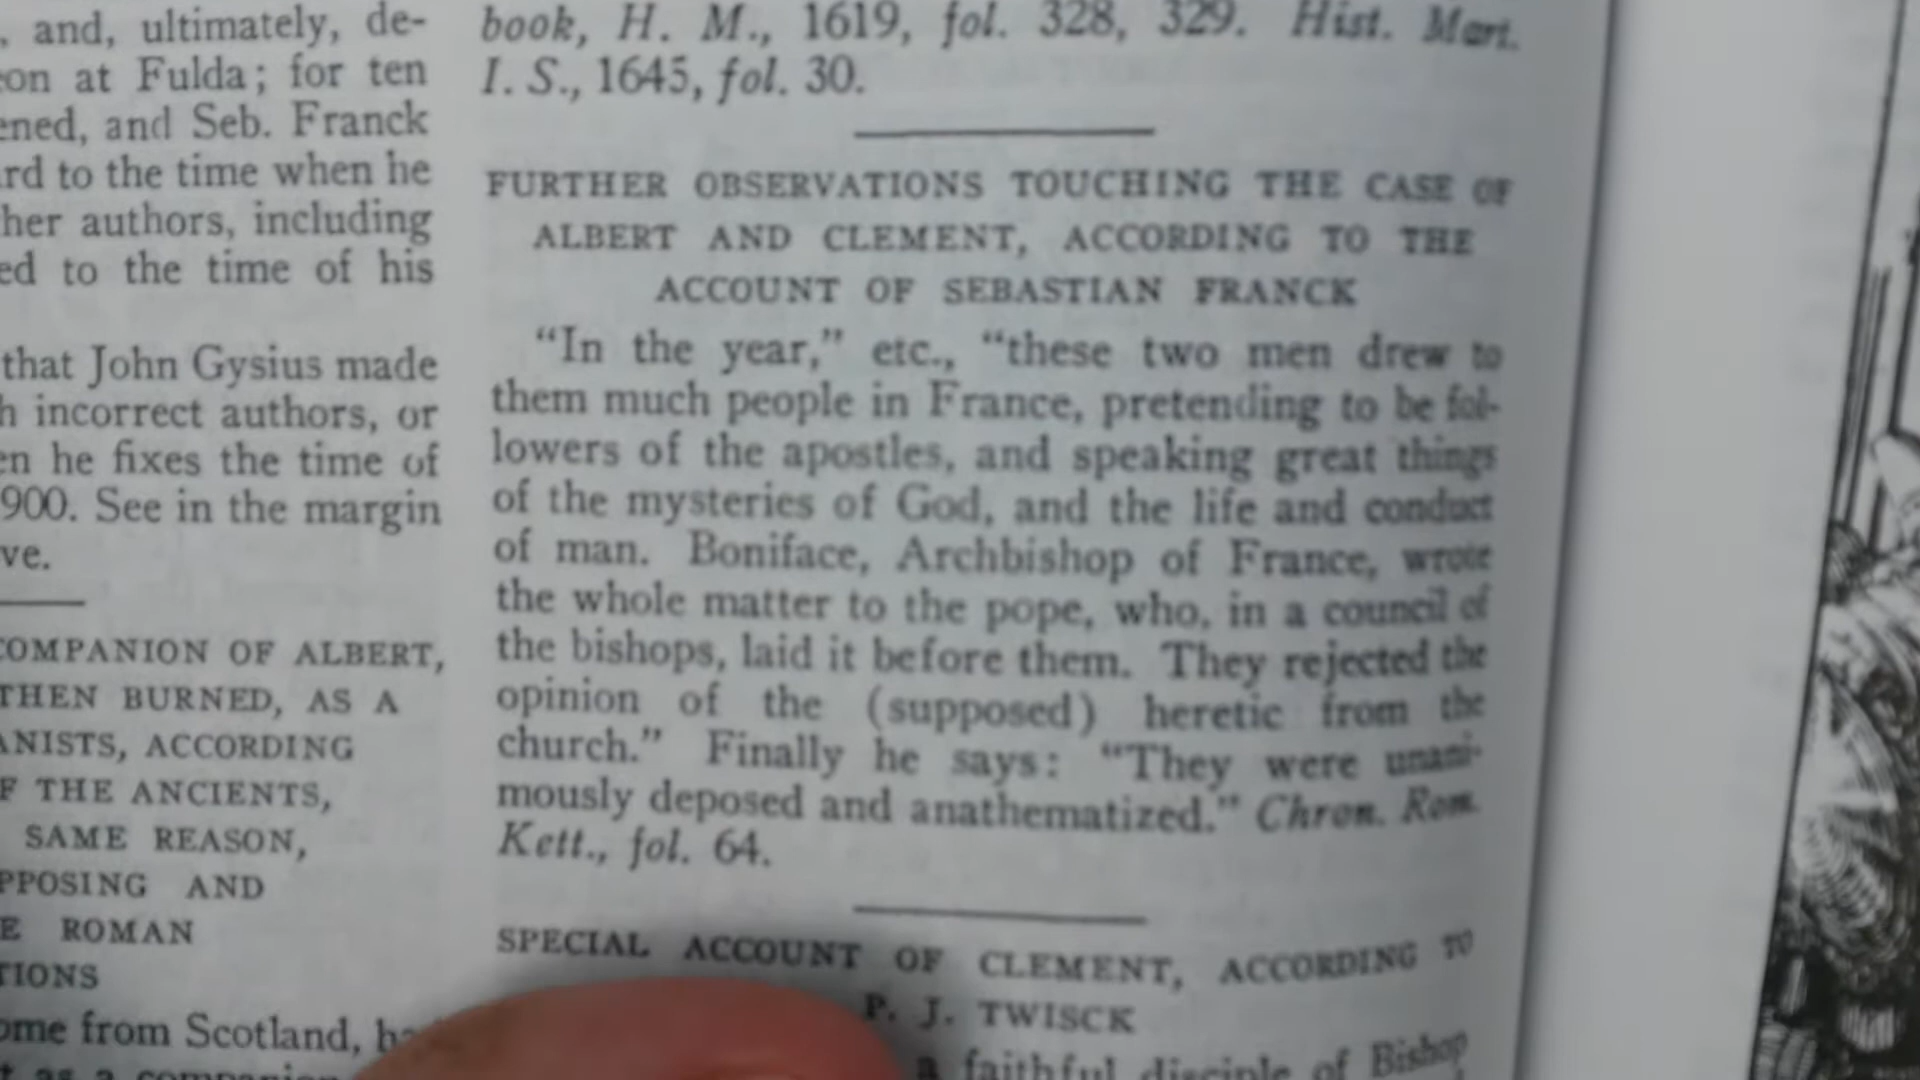 , and, ultimately, de-
on at Fulda; for ten
ened, and Seb. Franck
rd to the time when he
her authors, including
ed to the time of his
that John Gysius made
h incorrect authors, or
en he fixes the time of
900. See in the margin
ve.
COMPANION OF ALBERT,
THEN BURNED, AS A
ANISTS, ACCORDING
F THE ANCIENTS,
SAME REASON,
PPOSING AND
E ROMAN
TIONS
ome from Scotland,
t as a companion
book, H. M., 1619, fol. 328, 329. Hist. Mart.
I. S., 1645, fol. 30.
FURTHER OBSERVATIONS TOUCHING THE CASE OF
ALBERT AND CLEMENT, ACCORDING TO THE
ACCOUNT OF SEBASTIAN FRANCK
“In the year,” etc., “these two men drew to
them much people in France, pretending to be fol-
lowers of the apostles, and speaking great things
of the mysteries of God, and the life and conduct
of man. Boniface, Archbishop of France, wrote
the whole matter to the pope, who, in a council of
the bishops, laid it before them. They rejected the
opinion of the (supposed) heretic from the
church.” Finally he says: “They were unani-
mously deposed and anathematized.” Chron. Rom.
Kett., fol. 64.
SPECIAL ACCOUNT OF CLEMENT, ACCORDING TO
P. J. TWISCK
a faithful disciple of Bishop